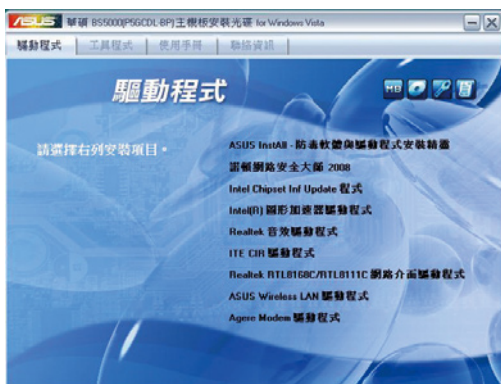 ASUS 華碩 BS5000(P5GCDL-BP)主機板安裝光碟 for Windows Vista
驅動程式 工具程式 使用手冊 聯絡資訊
驅動程式
MB
請選擇右列安裝項目。
ASUS InstAll - 防毒軟體與驅動程式安裝精靈
諾頓網路安全大師 2008
Intel Chipset Inf Update 程式
Intel(R) 圖形加速器驅動程式
Realtek 音效驅動程式
ITE CIR 驅動程式
Realtek RTL8168C/RTL8111C 網路介面驅動程式
ASUS Wireless LAN 驅動程式
Agere Modem 驅動程式